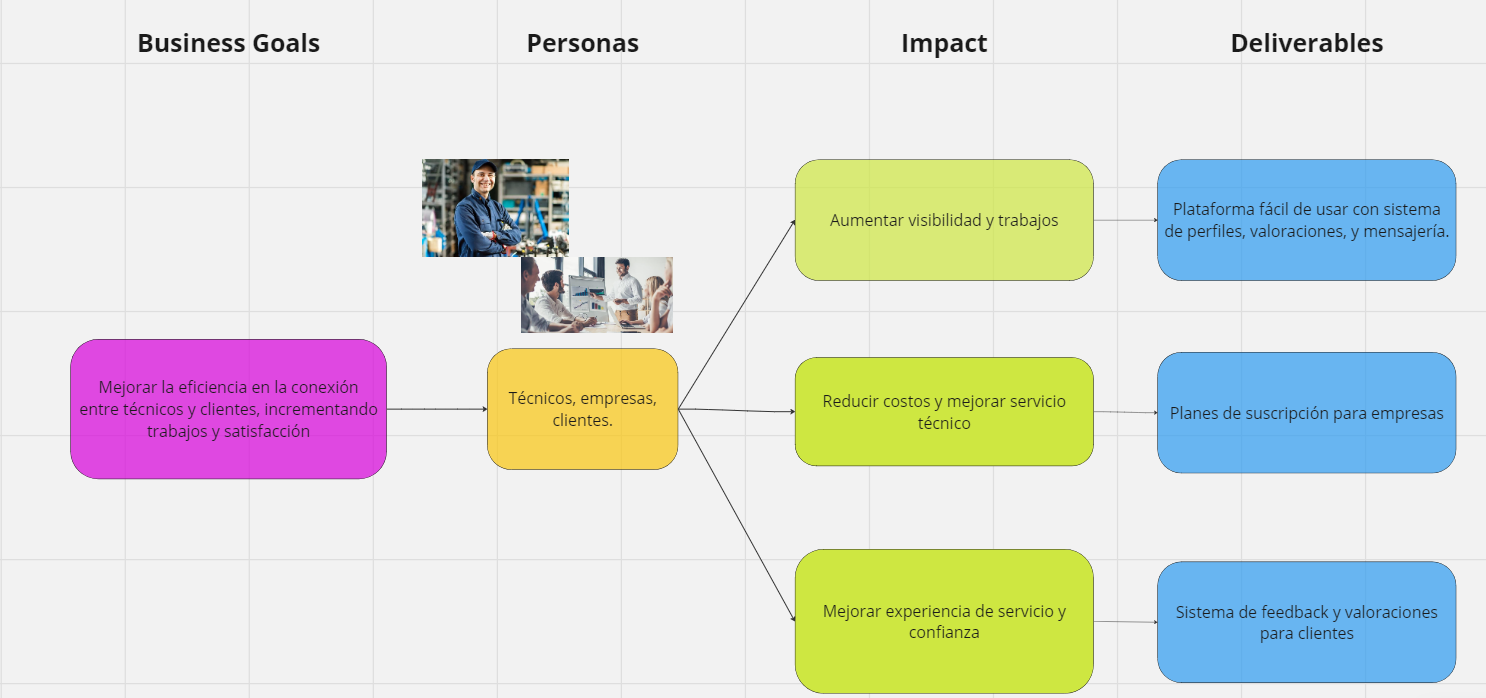 Business Goals
Personas
Impact
Deliverables
Mejorar la eficiencia en la conexión
entre técnicos y clientes, incrementando
trabajos y satisfacción
Técnicos, empresas,
clientes.
Aumentar visibilidad y trabajos
Plataforma fácil de usar con sistema
de perfiles, valoraciones, y mensajería.
Reducir costos y mejorar servicio
técnico
Planes de suscripción para empresas
Mejorar experiencia de servicio y
confianza
Sistema de feedback y valoraciones
para clientes